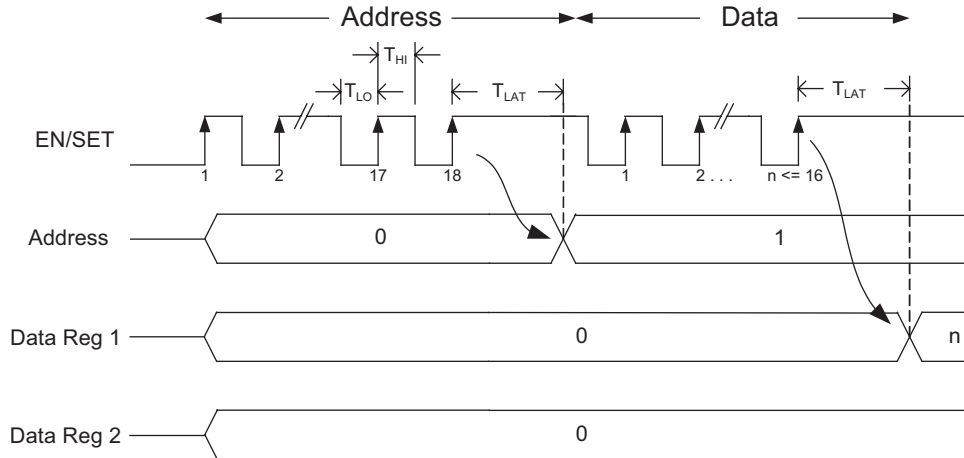 Address Data
T_HI
T_LO T_LAT T_LAT
EN/SET
1 2 17 18 1 2 . . . n <= 16
Address 0 1
Data Reg 1 0 n
Data Reg 2 0